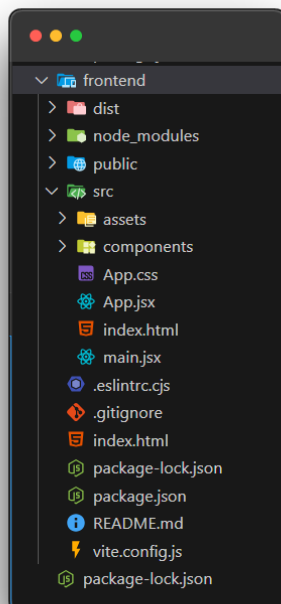 frontend
dist
node_modules
public
src
assets
components
App.css
App.jsx
index.html
main.jsx
.eslintrc.cjs
.gitignore
index.html
package-lock.json
package.json
README.md
vite.config.js
package-lock.json